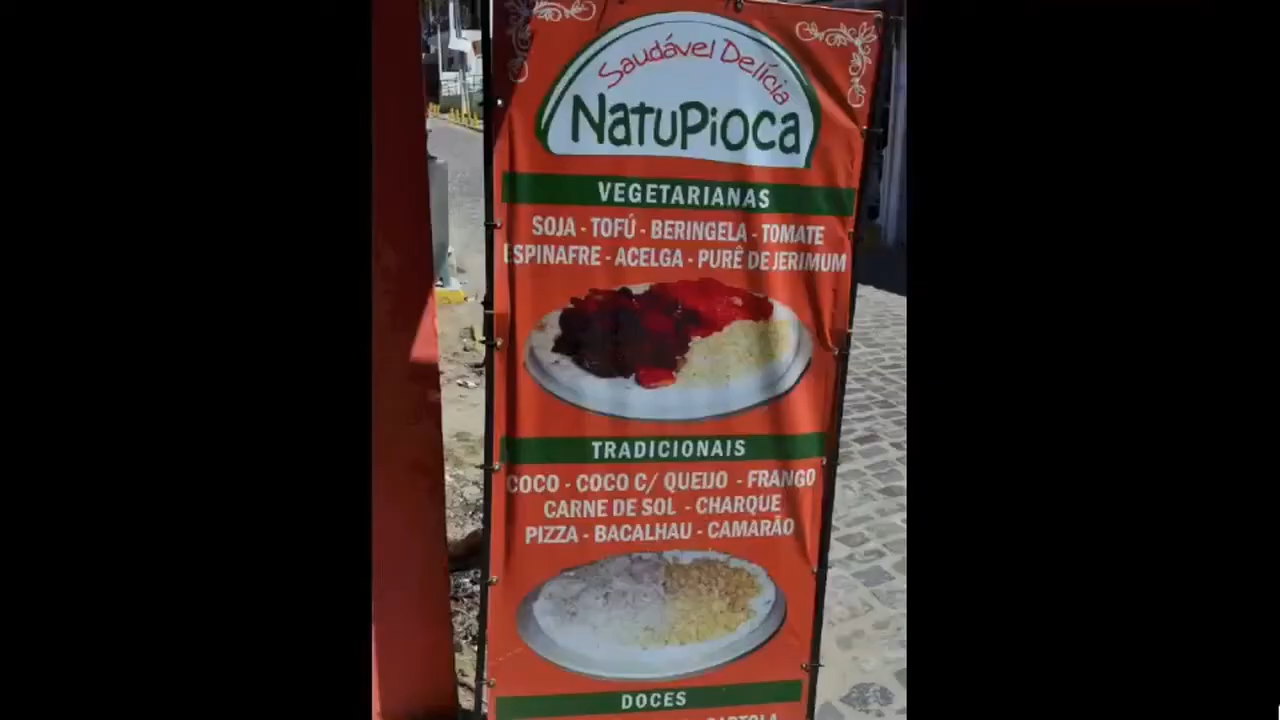 Saudável Delícia
NATUPIOCA
VEGETARIANAS
SOJA - TOFÚ - BERINGELA - TOMATE
ESPINAFRE - ACELGA - PURÊ DE JERIMUM
TRADICIONAIS
COCO - COCO C/ QUEIJO - FRANGO
CARNE DE SOL - CHARQUE
PIZZA - BACALHAU - CAMARÃO
DOCES